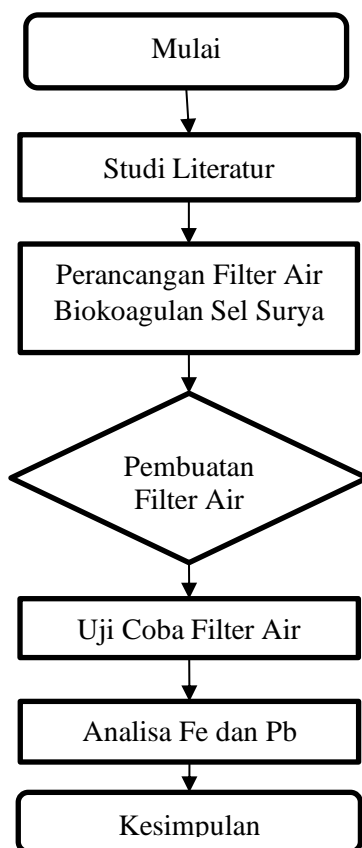 Mulai
Studi Literatur
Perancangan Filter Air
Biokoagulan Sel Surya
Pembuatan
Filter Air
Uji Coba Filter Air
Analisa Fe dan Pb
Kesimpulan